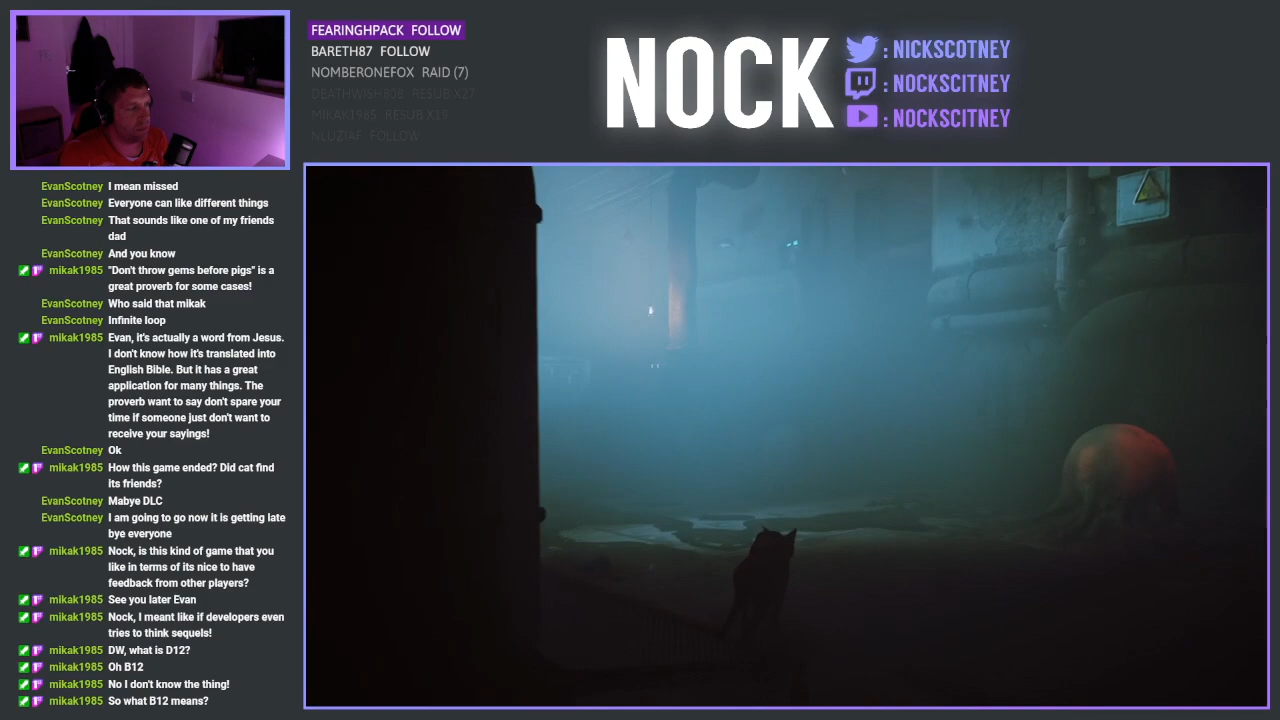 FEARINGHPACK FOLLOW
BARETH87 FOLLOW
NOMBERONEFOX RAID (7)
DEATHWISH808 RESUB X27
MIKAK1985 RESUB X19
NLUZIAF FOLLOW
NOCK
: NICKSCOTNEY
: NOCKSCITNEY
: NOCKSCITNEY
EvanScotney I mean missed
EvanScotney Everyone can like different things
EvanScotney That sounds like one of my friends
dad
EvanScotney And you know
mikak1985 "Don't throw gems before pigs" is a
great proverb for some cases!
EvanScotney Who said that mikak
EvanScotney Infinite loop
mikak1985 Evan, it's actually a word from Jesus.
I don't know how it's translated into
English Bible. But it has a great
application for many things. The
proverb want to say don't spare your
time if someone just don't want to
receive your sayings!
EvanScotney Ok
mikak1985 How this game ended? Did cat find
its friends?
EvanScotney Mabye DLC
EvanScotney I am going to go now it is getting late
bye everyone
mikak1985 Nock, is this kind of game that you
like in terms of its nice to have
feedback from other players?
mikak1985 See you later Evan
mikak1985 Nock, I meant like if developers even
tries to think sequels!
mikak1985 DW, what is D12?
mikak1985 Oh B12
mikak1985 No I don't know the thing!
mikak1985 So what B12 means?